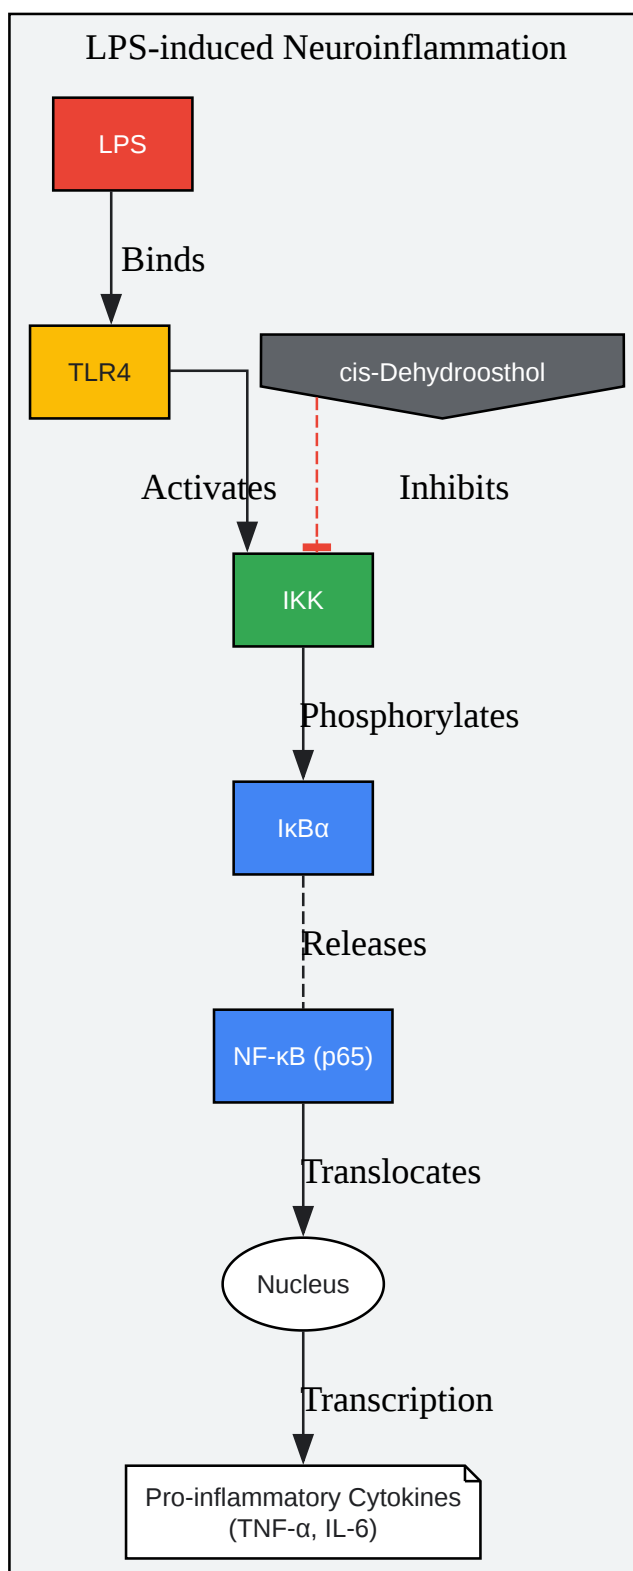 LPS-induced Neuroinflammation
LPS
Binds
TLR4
cis-Dehydroosthol
Activates
Inhibits
IKK
Phosphorylates
IκBα
Releases
NF-κB (p65)
Translocates
Nucleus
Transcription
Pro-inflammatory Cytokines
(TNF-α, IL-6)